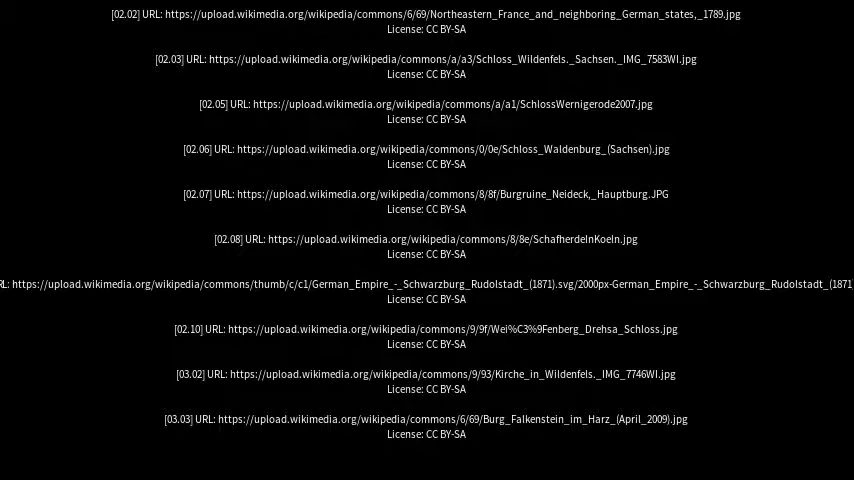 [02.02] URL: https://upload.wikimedia.org/wikipedia/commons/6/69/Northeastern_France_and_neighboring_German_states,_1789.jpg
License: CC BY-SA
[02.03] URL: https://upload.wikimedia.org/wikipedia/commons/a/a3/Schloss_Wildenfels._Sachsen._IMG_7583WI.jpg
License: CC BY-SA
[02.05] URL: https://upload.wikimedia.org/wikipedia/commons/a/a1/SchlossWernigerode2007.jpg
License: CC BY-SA
[02.06] URL: https://upload.wikimedia.org/wikipedia/commons/0/0e/Schloss_Waldenburg_(Sachsen).jpg
License: CC BY-SA
[02.07] URL: https://upload.wikimedia.org/wikipedia/commons/8/8f/Burgruine_Neideck,_Hauptburg.JPG
License: CC BY-SA
[02.08] URL: https://upload.wikimedia.org/wikipedia/commons/8/8e/SchafherdeInKoeln.jpg
License: CC BY-SA
RL: https://upload.wikimedia.org/wikipedia/commons/thumb/c/c1/German_Empire_-_Schwarzburg_Rudolstadt_(1871).svg/2000px-German_Empire_-_Schwarzburg_Rudolstadt_(1871)
License: CC BY-SA
[02.10] URL: https://upload.wikimedia.org/wikipedia/commons/9/9f/Wei%C3%9Fenberg_Drehsa_Schloss.jpg
License: CC BY-SA
[03.02] URL: https://upload.wikimedia.org/wikipedia/commons/9/93/Kirche_in_Wildenfels._IMG_7746WI.jpg
License: CC BY-SA
[03.03] URL: https://upload.wikimedia.org/wikipedia/commons/6/69/Burg_Falkenstein_im_Harz_(April_2009).jpg
License: CC BY-SA